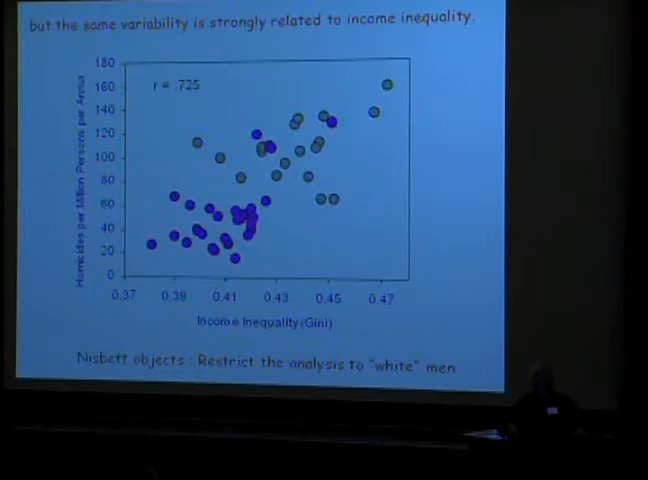 but the same variability is strongly related to income inequality.
r = .725
Homicides per Million Persons per Annum
180
160
140
120
100
80
60
40
20
0
0.37 0.39 0.41 0.43 0.45 0.47
Income Inequality (Gini)
Nisbett objects : Restrict the analysis to "white" men